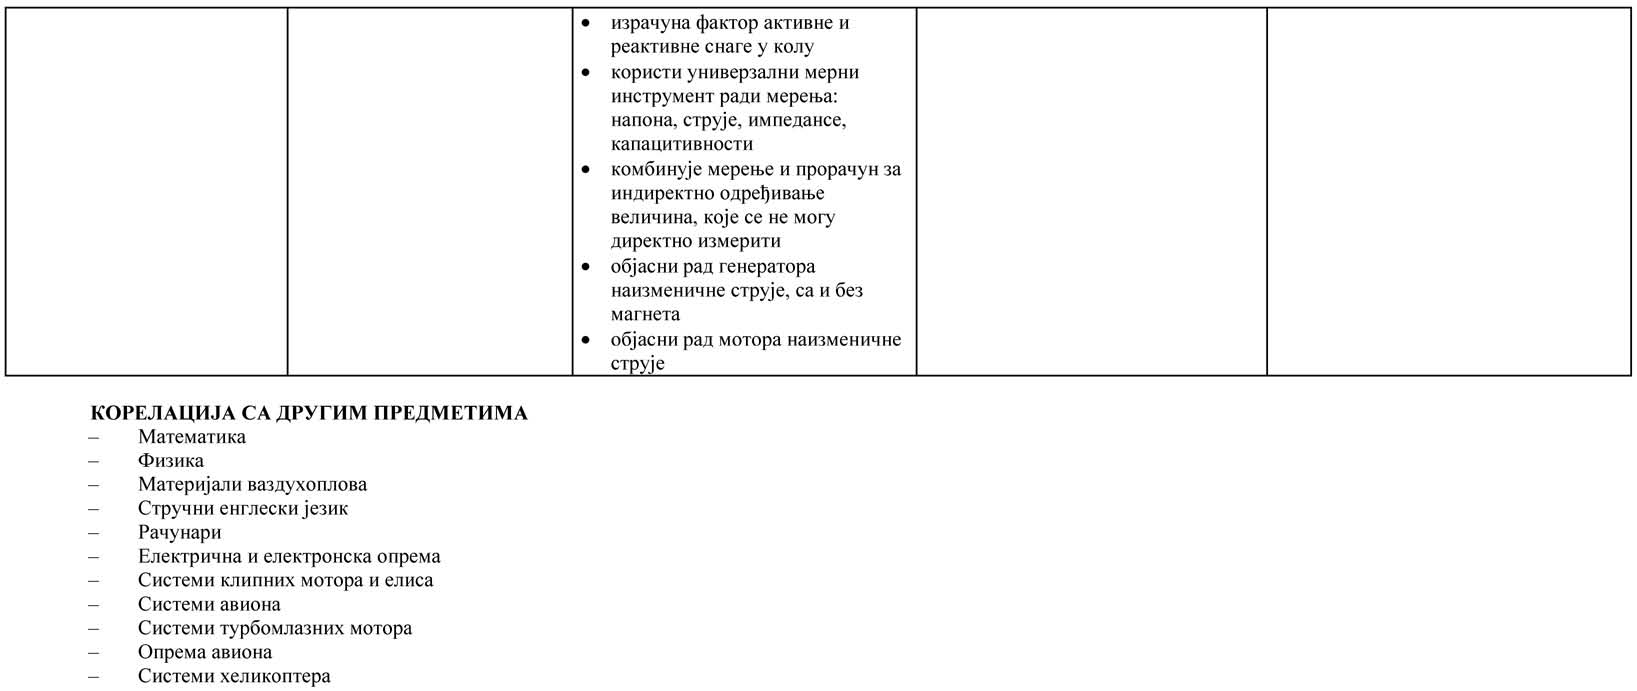 • израчуна фактор активне и
реактивне снаге у колу
• користи универзални мерни
инструмент ради мерења:
напона, струје, импедансе,
капацитивности
• комбинује мерење и прорачун за
индиректно одређивање
величина, које се не могу
директно измерити
• објасни рад генератора
наизменичне струје, са и без
магнета
• објасни рад мотора наизменичне
струје
КОРЕЛАЦИЈА СА ДРУГИМ ПРЕДМЕТИМА
– Математика
– Физика
– Материјали ваздухоплова
– Стручни енглески језик
– Рачунари
– Електрична и електронска опрема
– Системи клипних мотора и елиса
– Системи авиона
– Системи турбомлазних мотора
– Опрема авиона
– Системи хеликоптера